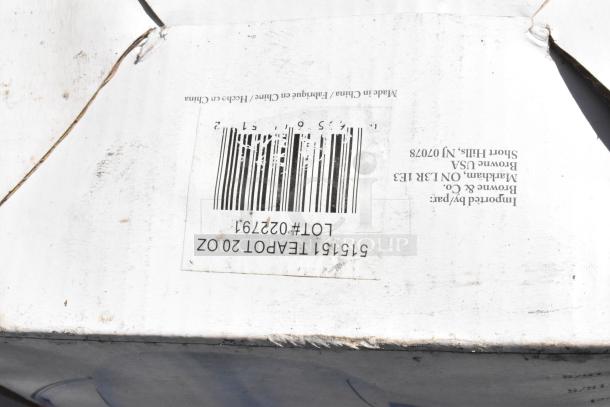 515151 TEAPOT 20 OZ
LOT# 022791
Made in China / Fabriqué en Chine / Hecho en China
Imported by/par:
Browne & Co.
Markham, ON L3R 1E3
Browne USA
Short Hills, NJ 07078